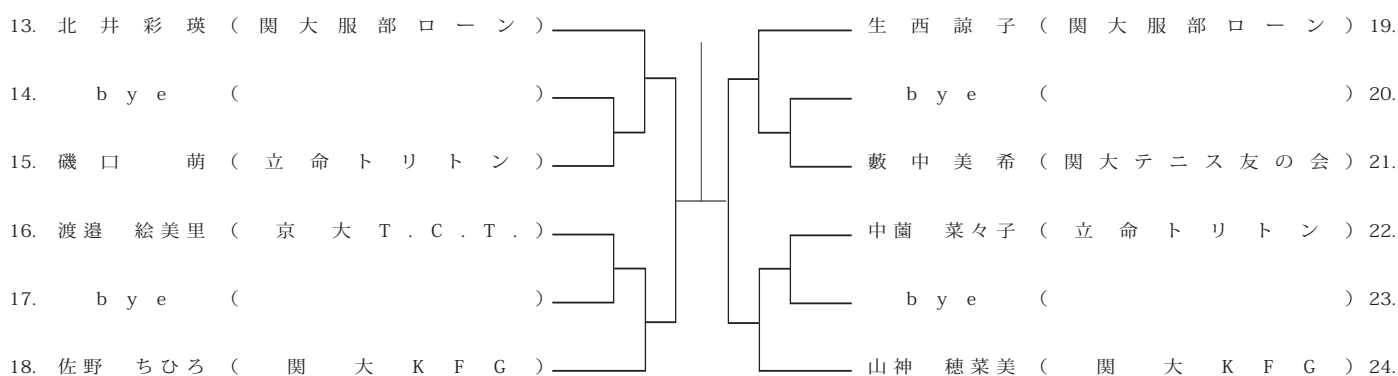 13. 北井彩瑛（関大服部ローン）
14. bye （ ）
15. 磯口 萌（立命トリトン）
16. 渡邉 絵美里（京大T.C.T.）
17. bye （ ）
18. 佐野 ちひろ（関大KFG）
生西諒子（関大服部ローン）19.
bye （ ）20.
藪中美希（関大テニス友の会）21.
中薗 菜々子（立命トリトン）22.
bye （ ）23.
山神 穂菜美（関大KFG）24.